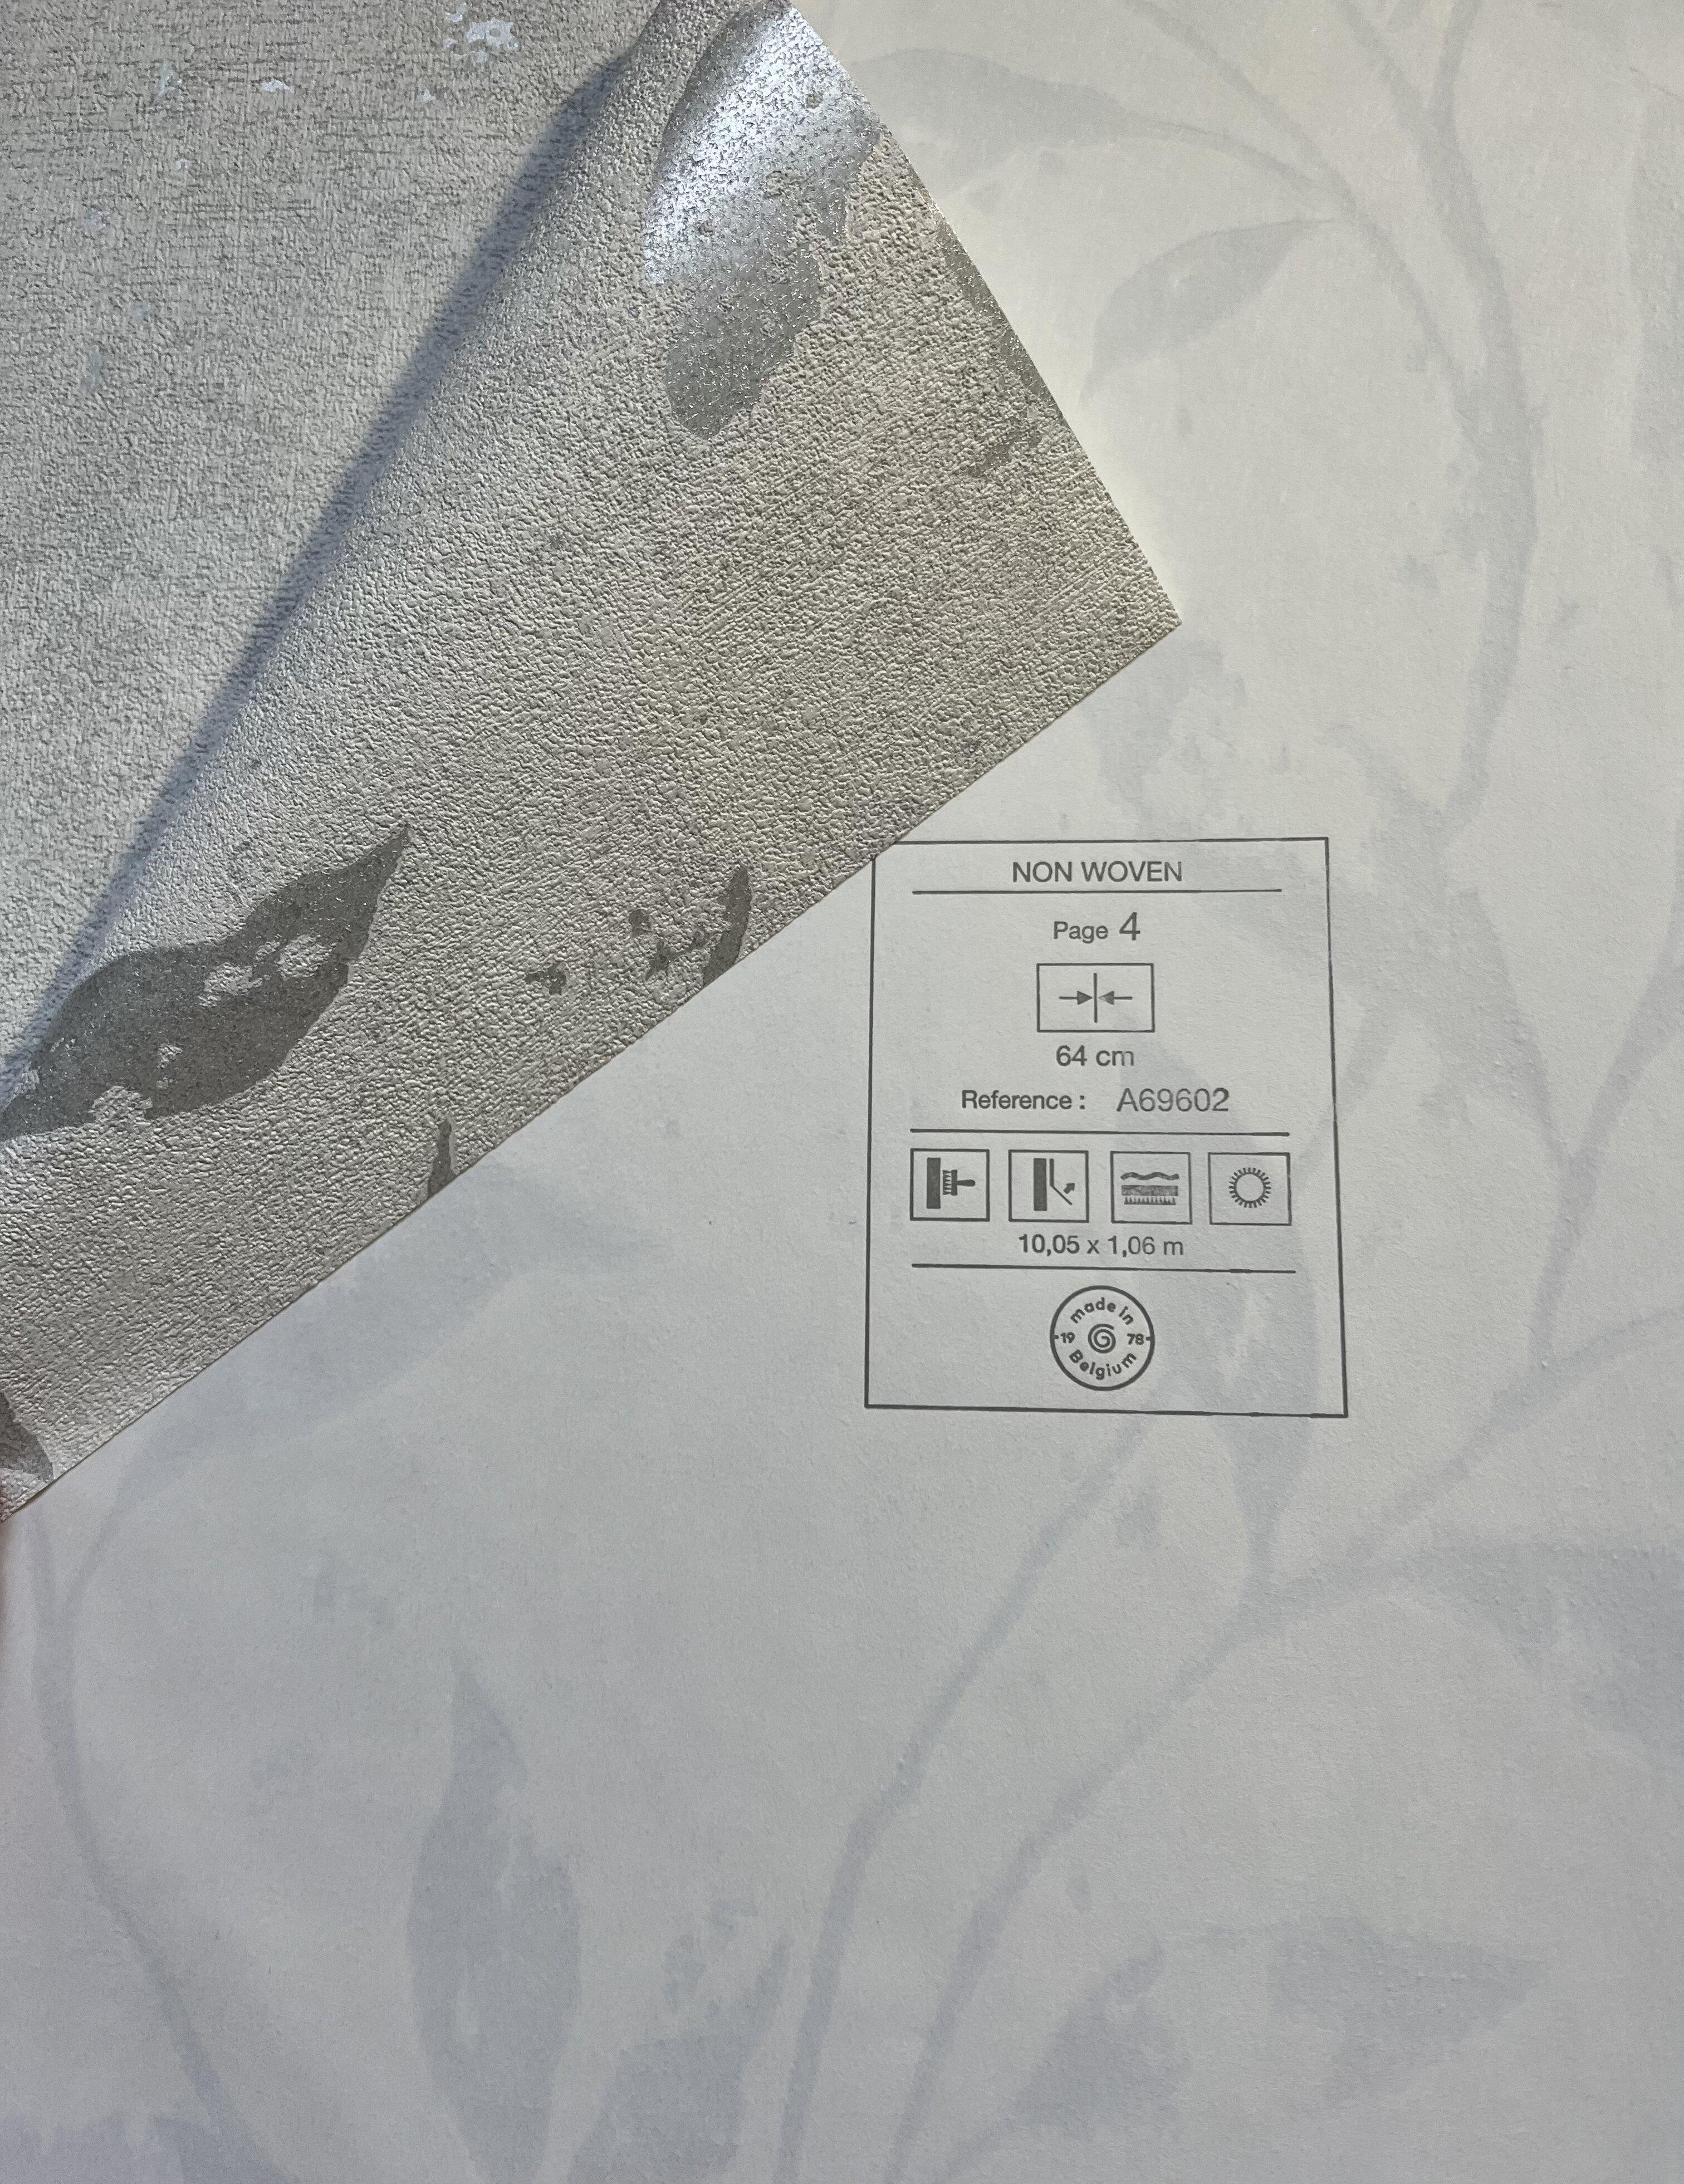 NON WOVEN
Page 4
64 cm
Reference : A69602
10,05 x 1,06 m
made in
19 78
Belgium